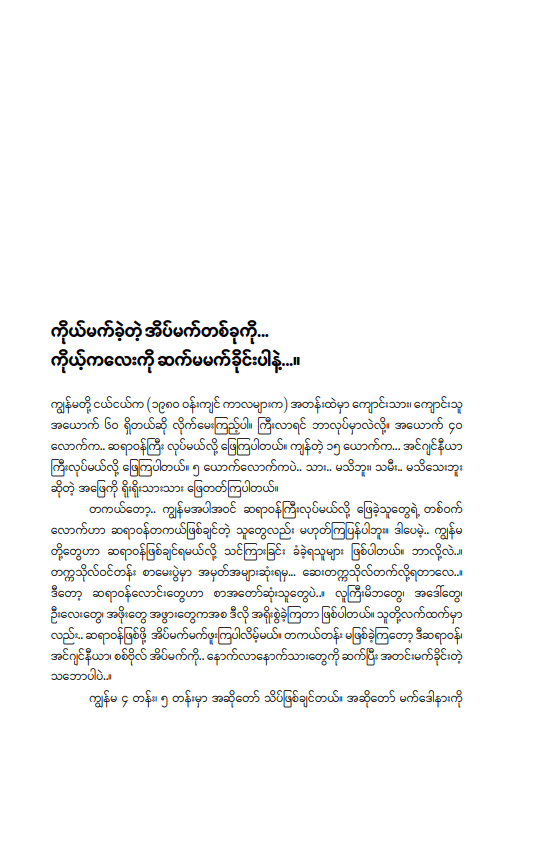 ကိုယ်မက်ခဲ့တဲ့ အိပ်မက်တစ်ခုကို...
ကိုယ့်ကလေးကို ဆက်မမက်ခိုင်းပါနဲ့...။
ကျွန်မတို့ ငယ်ငယ်က (၁၉၈၀ ဝန်းကျင် ကာလများက) အတန်းထဲမှာ ကျောင်းသား၊ ကျောင်းသူ
အယောက် ၆၀ ရှိတယ်ဆို လိုက်မေးကြည့်ပါ။ ကြီးလာရင် ဘာလုပ်မှာလဲလို့။ အယောက် ၄၀
လောက်က.. ဆရာဝန်ကြီး လုပ်မယ်လို့ ဖြေကြပါတယ်။ ကျန်တဲ့ ၁၅ ယောက်က... အင်ဂျင်နီယာ
ကြီးလုပ်မယ်လို့ ဖြေကြပါတယ်။ ၅ ယောက်လောက်ကပဲ.. သား.. မသိဘူး၊ သမီး.. မသိသေးဘူး
ဆိုတဲ့ အဖြေကို ရိုးရိုးသားသား ဖြေတတ်ကြပါတယ်။
တကယ်တော့.. ကျွန်မအပါအဝင် ဆရာဝန်ကြီးလုပ်မယ်လို့ ဖြေခဲ့သူတွေရဲ့ တစ်ဝက်
လောက်ဟာ ဆရာဝန်တကယ်ဖြစ်ချင်တဲ့ သူတွေလည်း မဟုတ်ကြပြန်ပါဘူး။ ဒါပေမဲ့.. ကျွန်မ
တို့တွေဟာ ဆရာဝန်ဖြစ်ချင်ရမယ်လို့ သင်ကြားခြင်း ခံခဲ့ရသူများ ဖြစ်ပါတယ်။ ဘာလို့လဲ..။
တက္ကသိုလ်ဝင်တန်း စာမေးပွဲမှာ အမှတ်အများဆုံးရမှ... ဆေးတက္ကသိုလ်တက်လို့ရတာလေ..။
ဒီတော့ ဆရာဝန်လောင်းတွေဟာ စာအတော်ဆုံးသူတွေပဲ..။ လူကြီးမိဘတွေ၊ အဒေါ်တွေ၊
ဦးလေးတွေ၊ အဖိုးတွေ အဖွားတွေကအစ ဒီလို အရိုးစွဲခဲ့ကြတာ ဖြစ်ပါတယ်။ သူတို့လက်ထက်မှာ
လည်း.. ဆရာဝန်ဖြစ်ဖို့ အိပ်မက်မက်ဖူးကြပါလိမ့်မယ်။ တကယ်တန်း မဖြစ်ခဲ့ကြတော့ ဒီဆရာဝန်၊
အင်ဂျင်နီယာ၊ စစ်ဗိုလ် အိပ်မက်ကို.. နောက်လာနောက်သားတွေကို ဆက်ပြီး အတင်းမက်ခိုင်းတဲ့
သဘောပါပဲ..။
ကျွန်မ ၄ တန်း၊ ၅ တန်းမှာ အဆိုတော် သိပ်ဖြစ်ချင်တယ်။ အဆိုတော် မက်ဒေါနားကို